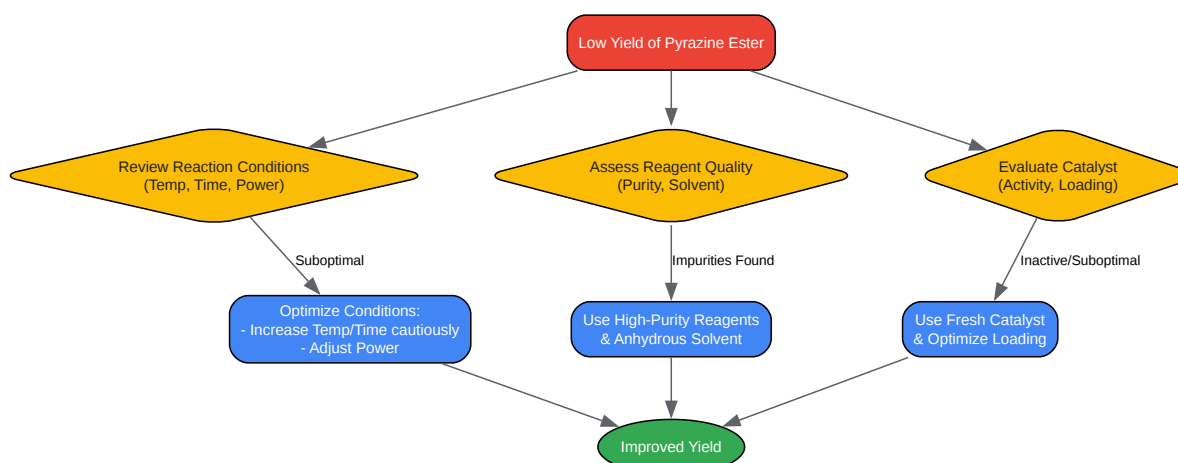 Low Yield of Pyrazine Ester
Review Reaction Conditions
(Temp, Time, Power)
Assess Reagent Quality
(Purity, Solvent)
Evaluate Catalyst
(Activity, Loading)
Suboptimal
Impurities Found
Inactive/Suboptimal
Optimize Conditions:
- Increase Temp/Time cautiously
- Adjust Power
Use High-Purity Reagents
& Anhydrous Solvent
Use Fresh Catalyst
& Optimize Loading
Improved Yield